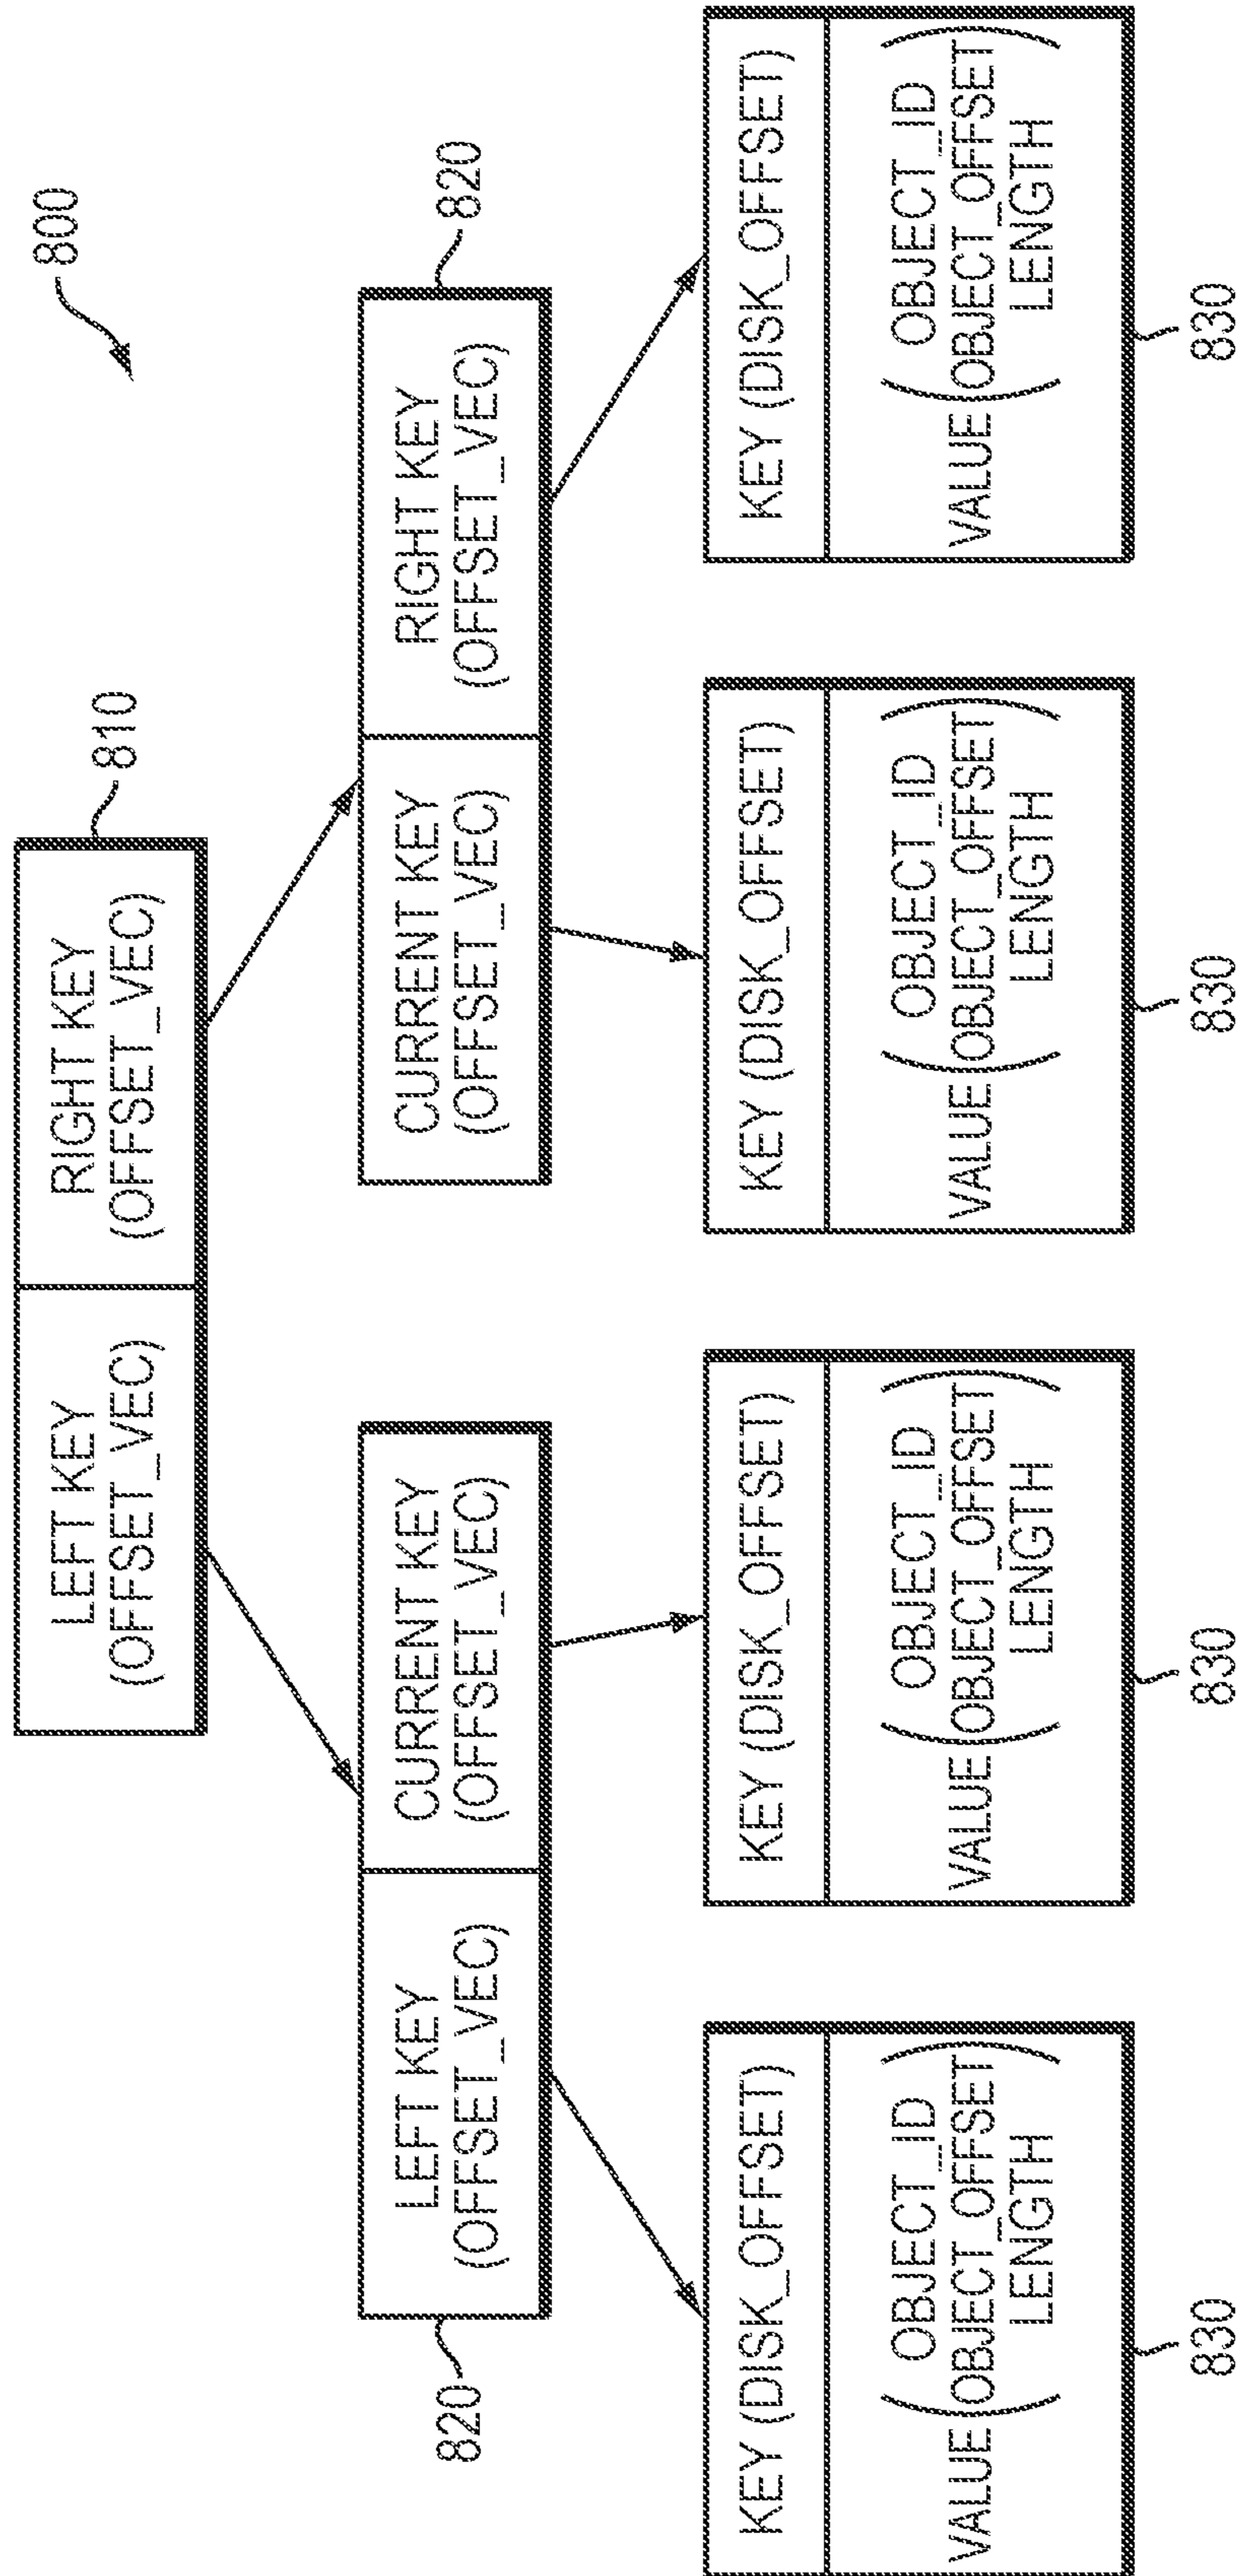 800
LEFT KEY
(OFFSET_VEC)
RIGHT KEY
(OFFSET_VEC)
810
820
LEFT KEY
(OFFSET_VEC)
CURRENT KEY
(OFFSET_VEC)
CURRENT KEY
(OFFSET_VEC)
RIGHT KEY
(OFFSET_VEC)
820
KEY (DISK_OFFSET)
OBJECT_ID
VALUE (OBJECT_OFFSET)
LENGTH
830
KEY (DISK_OFFSET)
OBJECT_ID
VALUE (OBJECT_OFFSET)
LENGTH
830
KEY (DISK_OFFSET)
OBJECT_ID
VALUE (OBJECT_OFFSET)
LENGTH
830
KEY (DISK_OFFSET)
OBJECT_ID
VALUE (OBJECT_OFFSET)
LENGTH
830